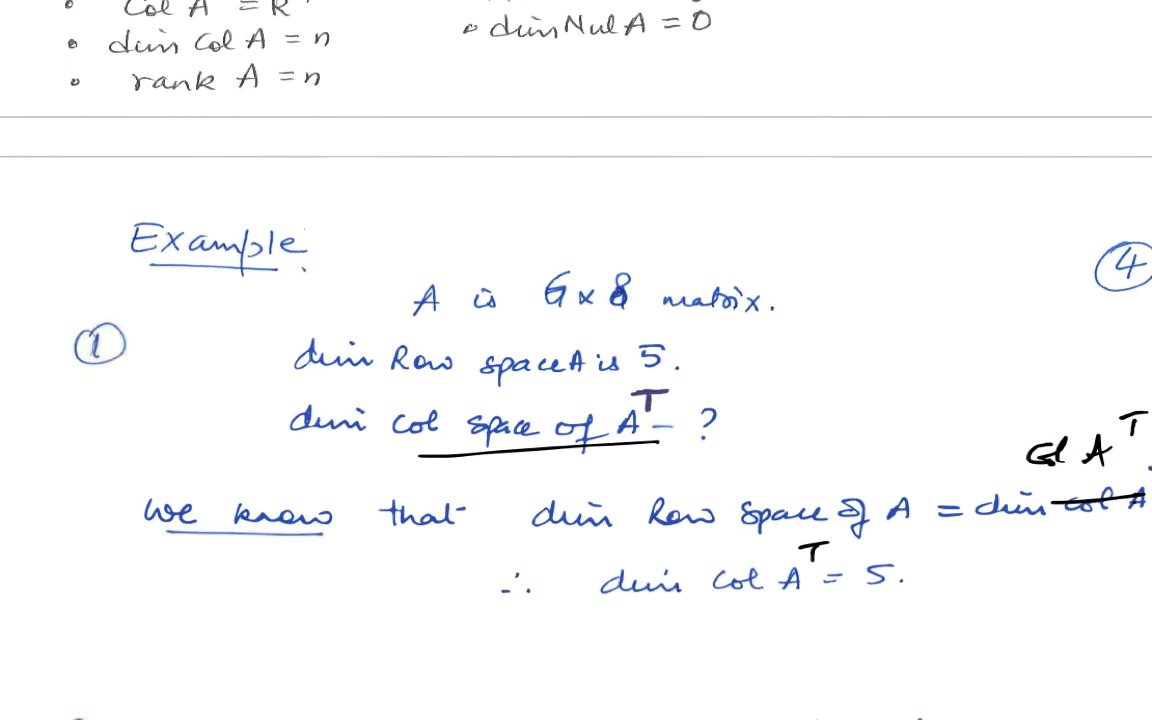 • Col A = R
• dim Col A = n
• dim Nul A = 0
• rank A = n
Example:
④
A is 6 x 8 matrix.
①
dim Row space A is 5.
dim col space of Aᵀ = ?
Col Aᵀ.
We know that dim Row Space of A = dim col A
∴ dim Col Aᵀ = 5.